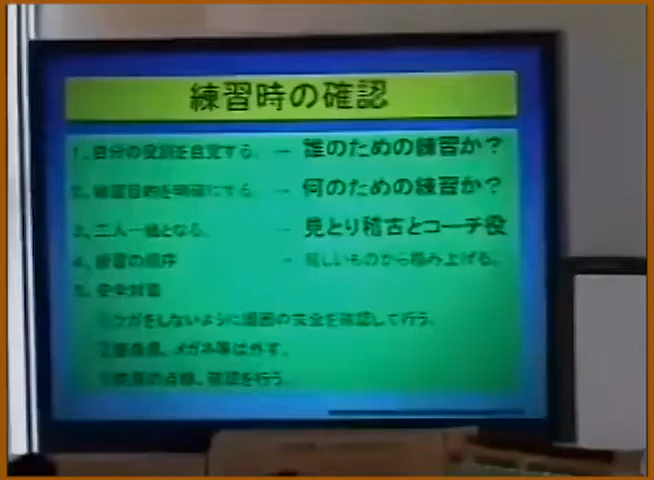 練習時の確認
1. 自分の役割を自覚する。 → 誰のための練習か?
2. 練習目的を明確にする。 → 何のための練習か?
3. 二人一組となる。 → 見とり稽古とコーチ役
4. 練習の順序 → 易しいものから積み上げる。
5. 安全対策
①ケガをしないように周囲の安全を確認して行う。
②装身具、メガネ等は外す。
の点検、確認を行う。